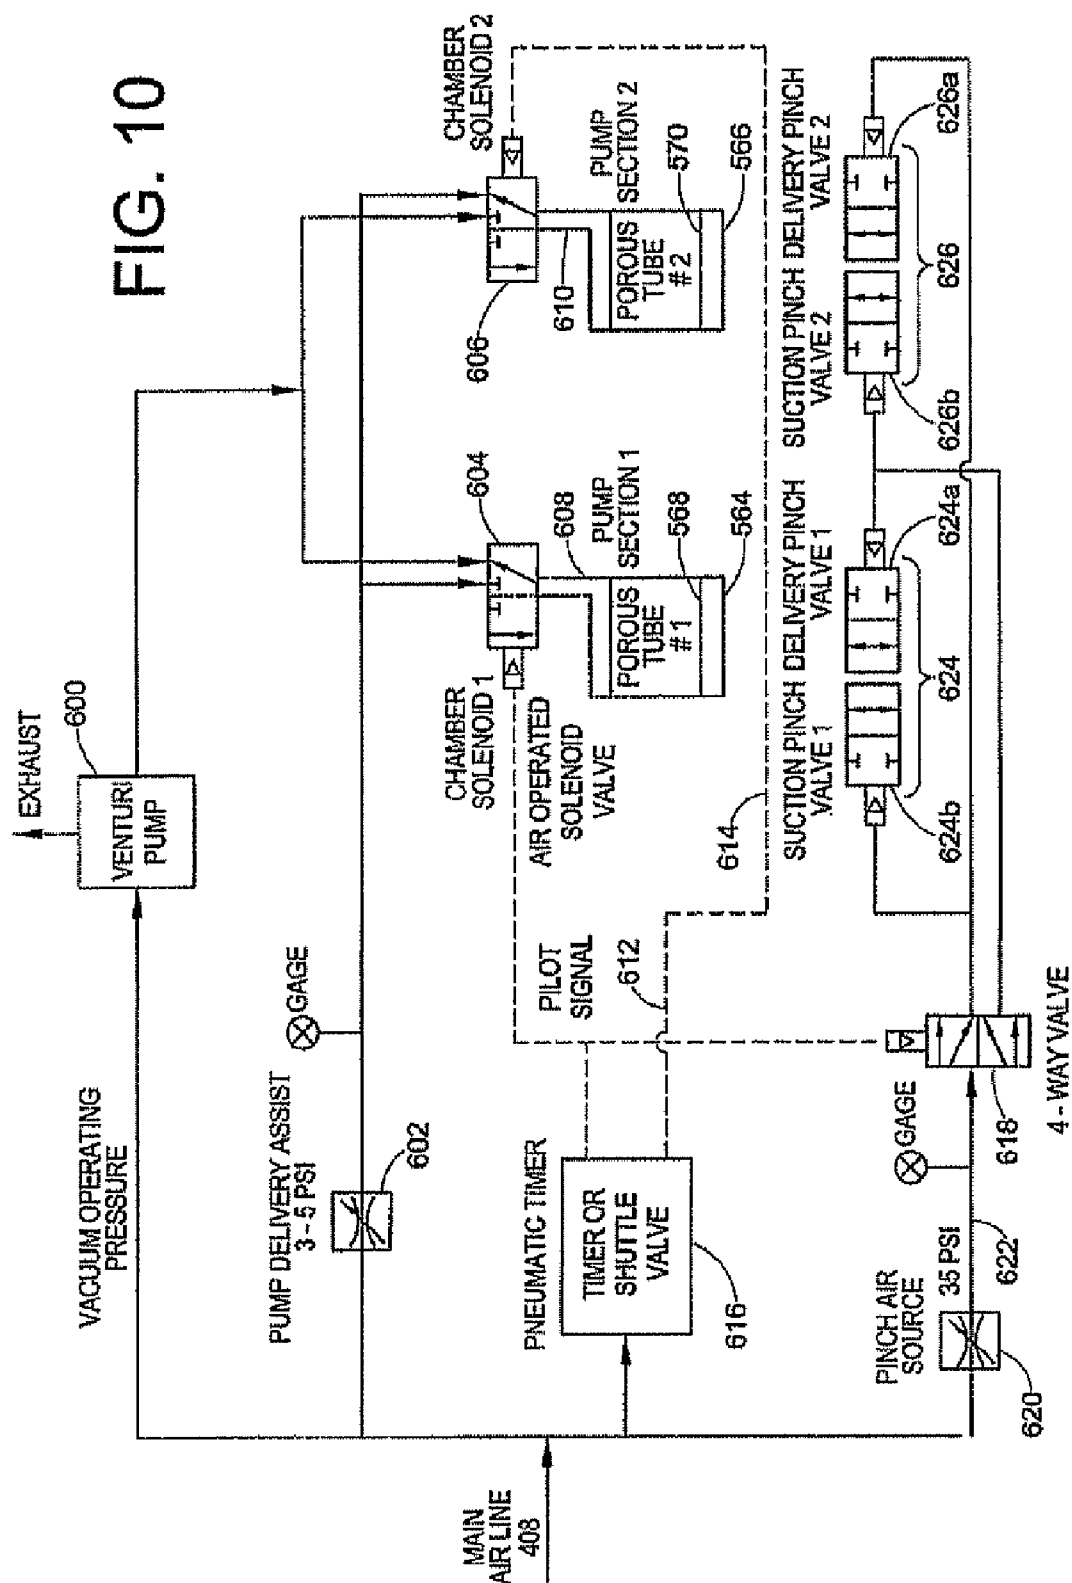 FIG. 10
EXHAUST
600
VENTURI
PUMP
VACUUM OPERATING
PRESSURE
GAGE
PUMP DELIVERY ASSIST
3 - 5 PSI
602
CHAMBER
SOLENOID 2
606
610
PUMP
SECTION 2
POROUS
TUBE
#2
570
566
CHAMBER
SOLENOID 1
604
608
PUMP
SECTION 1
POROUS
TUBE
#1
568
564
AIR OPERATED
SOLENOID
VALVE
PILOT
SIGNAL
612
614
PNEUMATIC TIMER
TIMER OR
SHUTTLE
VALVE
616
MAIN
AIR LINE
408
PINCH AIR
SOURCE
35 PSI
620
622
GAGE
618
4 - WAY VALVE
SUCTION PINCH
VALVE 1
DELIVERY PINCH
VALVE 1
624b
624
624a
SUCTION PINCH
VALVE 2
DELIVERY PINCH
VALVE 2
626b
626
626a